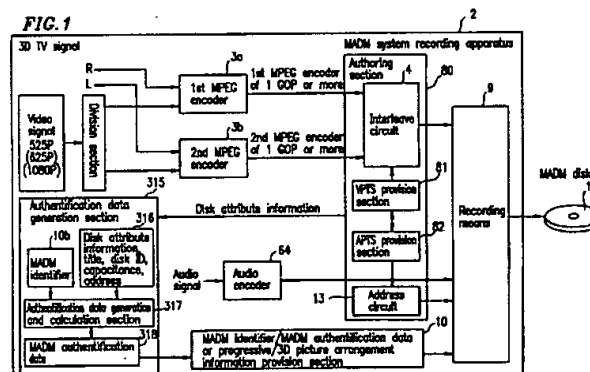 FIG. 1
2
3D TV signal
MADM system recording apparatus
R
L
3a
1st MPEG encoder
1st MPEG encoder of 1 GOP or more
Authoring section
4
80
9
Video signal 525P (625P) (1080P)
Division section
3b
2nd MPEG encoder
2nd MPEG encoder of 1 GOP or more
Interleave circuit
MADM disk
1
81
VPTS provision section
Recording means
315
Authentification data generation section
Disk attribute information
316
10b
Disk attribute information, title, disk ID, capacitance, address
MADM identifier
82
APTS provision section
64
Audio signal
Audio encoder
13
Address circuit
317
Authentification data generation and calculation section
10
318
MADM authentification data
MADM identifier/MADM authentification data or progressive/3D picture arrangement information provision section